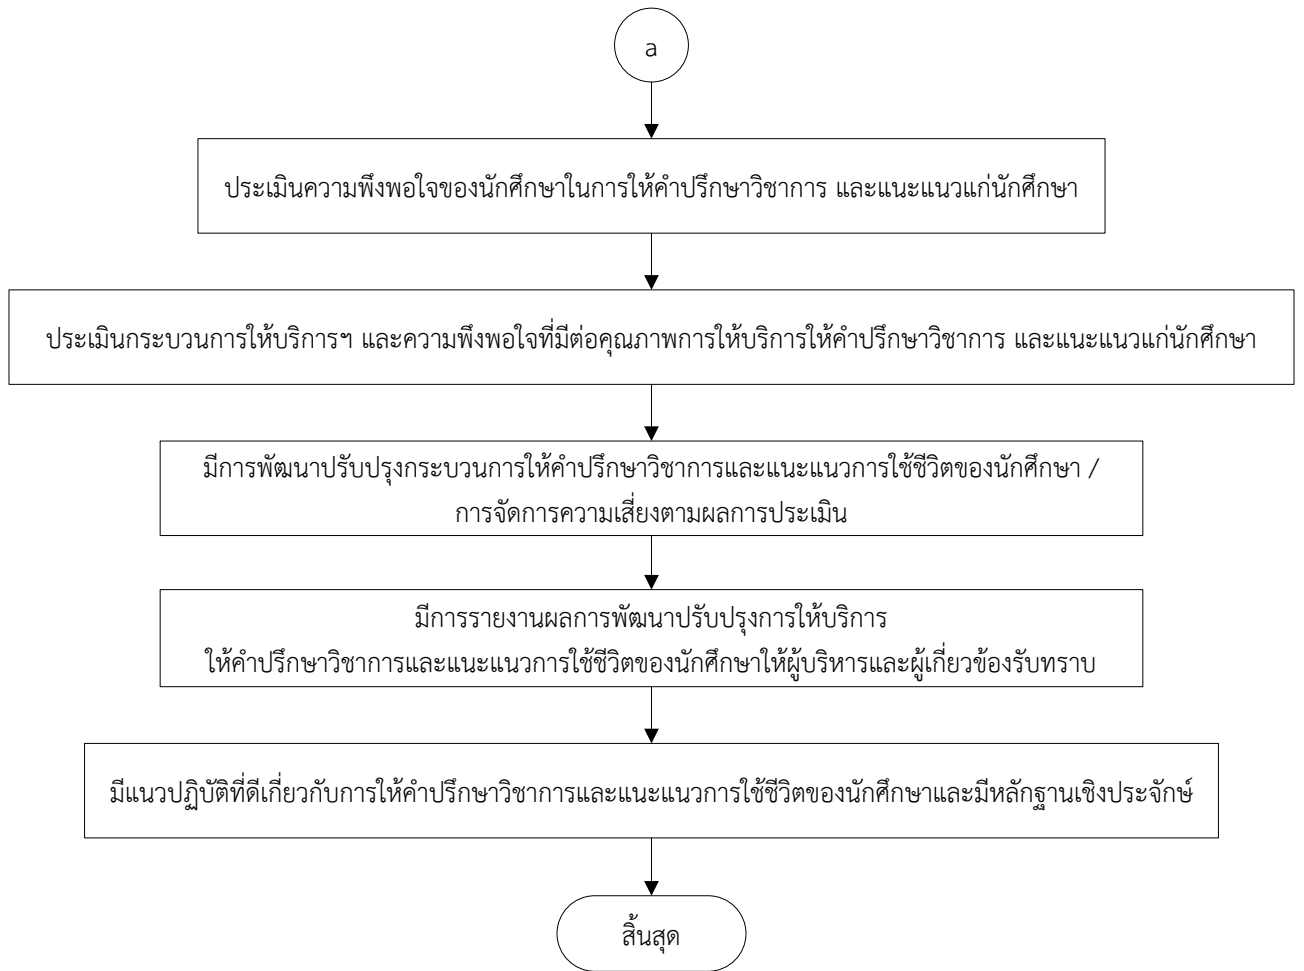 a
ประเมินความพึงพอใจของนักศึกษาในการให้คำปรึกษาวิชาการ และแนะแนวแก่นักศึกษา
ประเมินกระบวนการให้บริการฯ และความพึงพอใจที่มีต่อคุณภาพการให้บริการให้คำปรึกษาวิชาการ และแนะแนวแก่นักศึกษา
มีการพัฒนาปรับปรุงกระบวนการให้คำปรึกษาวิชาการและแนะแนวการใช้ชีวิตของนักศึกษา /
การจัดการความเสี่ยงตามผลการประเมิน
มีการรายงานผลการพัฒนาปรับปรุงการให้บริการ
ให้คำปรึกษาวิชาการและแนะแนวการใช้ชีวิตของนักศึกษาให้ผู้บริหารและผู้เกี่ยวข้องรับทราบ
มีแนวปฏิบัติที่ดีเกี่ยวกับการให้คำปรึกษาวิชาการและแนะแนวการใช้ชีวิตของนักศึกษาและมีหลักฐานเชิงประจักษ์
สิ้นสุด